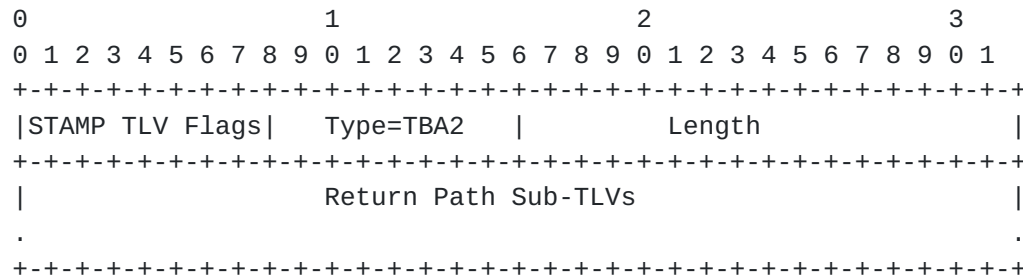 0                   1                   2                   3
0 1 2 3 4 5 6 7 8 9 0 1 2 3 4 5 6 7 8 9 0 1 2 3 4 5 6 7 8 9 0 1
+-+-+-+-+-+-+-+-+-+-+-+-+-+-+-+-+-+-+-+-+-+-+-+-+-+-+-+-+-+-+-+-+
|STAMP TLV Flags|   Type=TBA2   |         Length                |
+-+-+-+-+-+-+-+-+-+-+-+-+-+-+-+-+-+-+-+-+-+-+-+-+-+-+-+-+-+-+-+-+
|                   Return Path Sub-TLVs                        |
.                                                               .
+-+-+-+-+-+-+-+-+-+-+-+-+-+-+-+-+-+-+-+-+-+-+-+-+-+-+-+-+-+-+-+-+